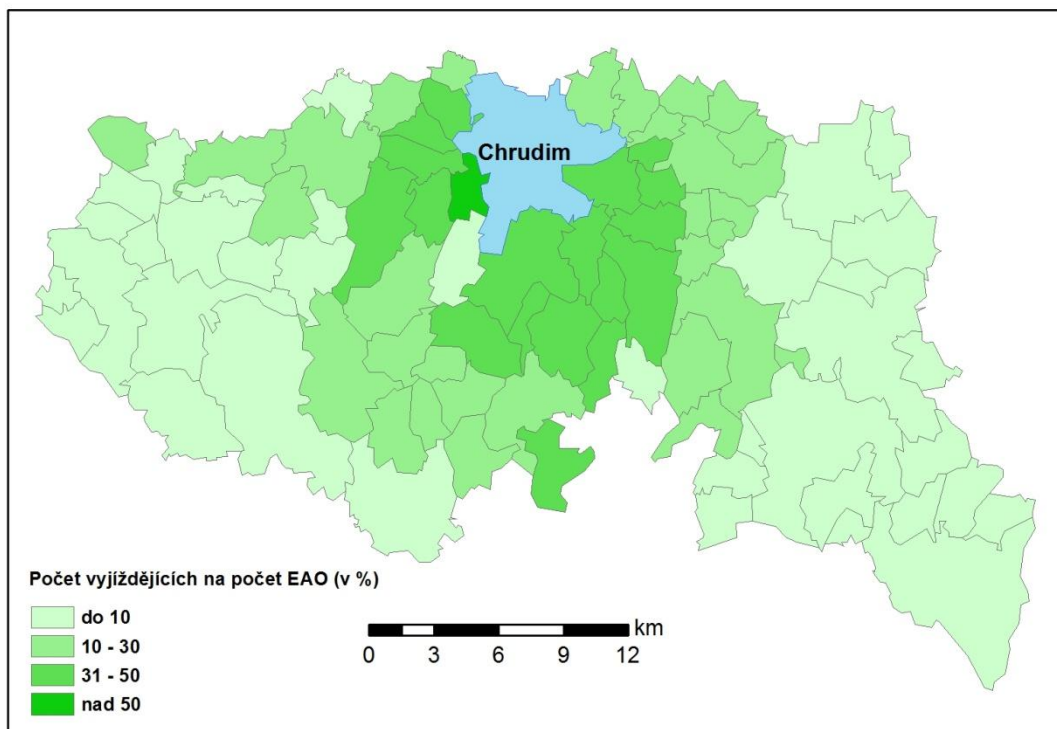 Chrudim
Počet vyjíždějících na počet EAO (v %)
do 10
10 - 30
31 - 50
nad 50
km
0 3 6 9 12